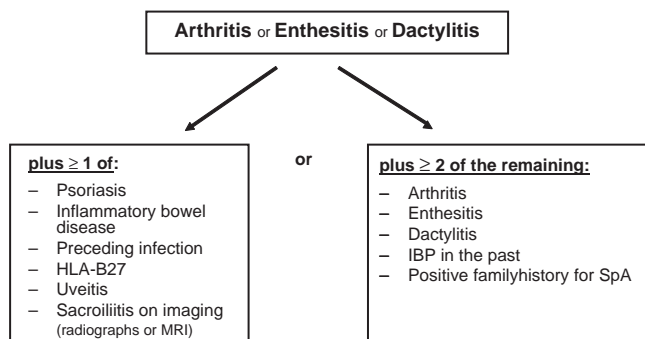 Arthritis or Enthesitis or Dactylitis
plus ≥ 1 of:
– Psoriasis
– Inflammatory bowel
disease
– Preceding infection
– HLA-B27
– Uveitis
– Sacroiliitis on imaging
(radiographs or MRI)
or
plus ≥ 2 of the remaining:
– Arthritis
– Enthesitis
– Dactylitis
– IBP in the past
– Positive familyhistory for SpA